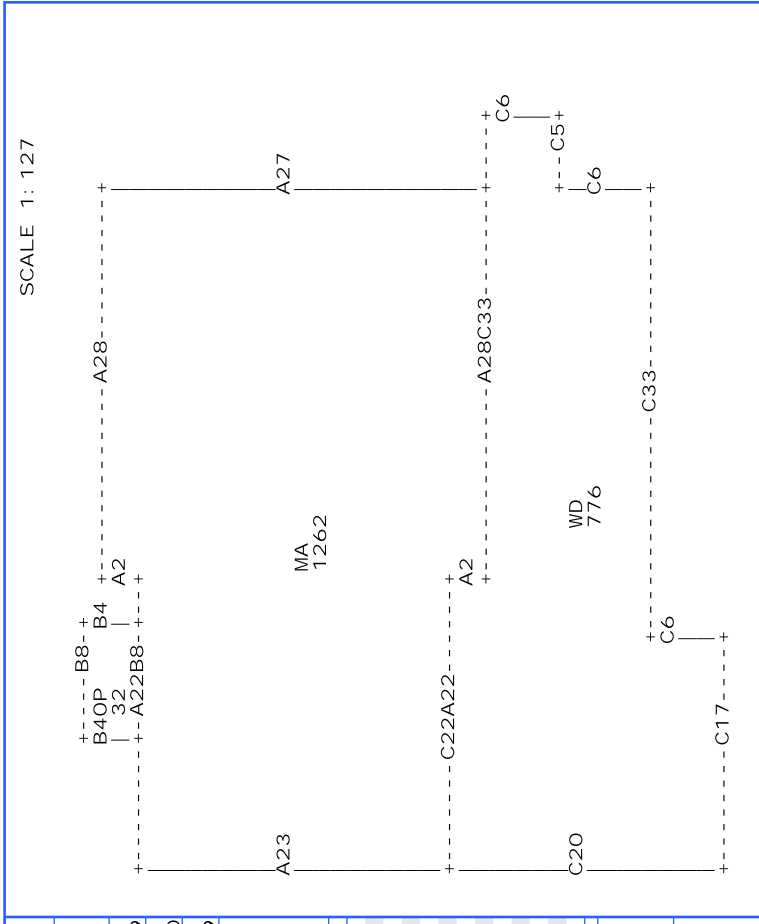 SCALE 1: 127
B8
B4OP B4 A28
32 A2
A22B8
A23 A27
MA
1262
C22A22
A2
A28C33
C6
C5
C20 WD
776 C6
C33
C6
C17